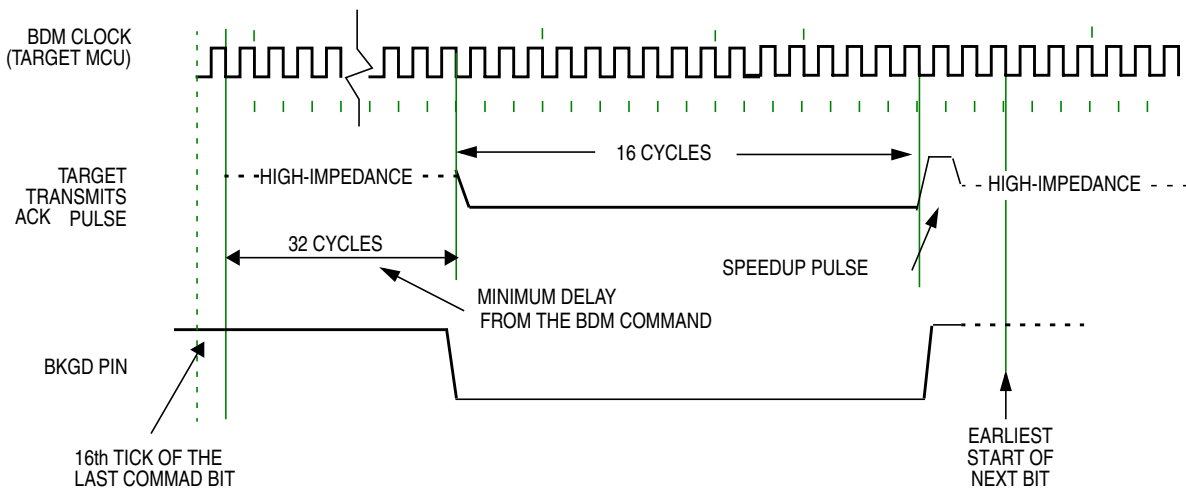 BDM CLOCK
(TARGET MCU)
16 CYCLES
TARGET
TRANSMITS
ACK PULSE
HIGH-IMPEDANCE
HIGH-IMPEDANCE
32 CYCLES
SPEEDUP PULSE
MINIMUM DELAY
FROM THE BDM COMMAND
BKGD PIN
16th TICK OF THE
LAST COMMAD BIT
EARLIEST
START OF
NEXT BIT